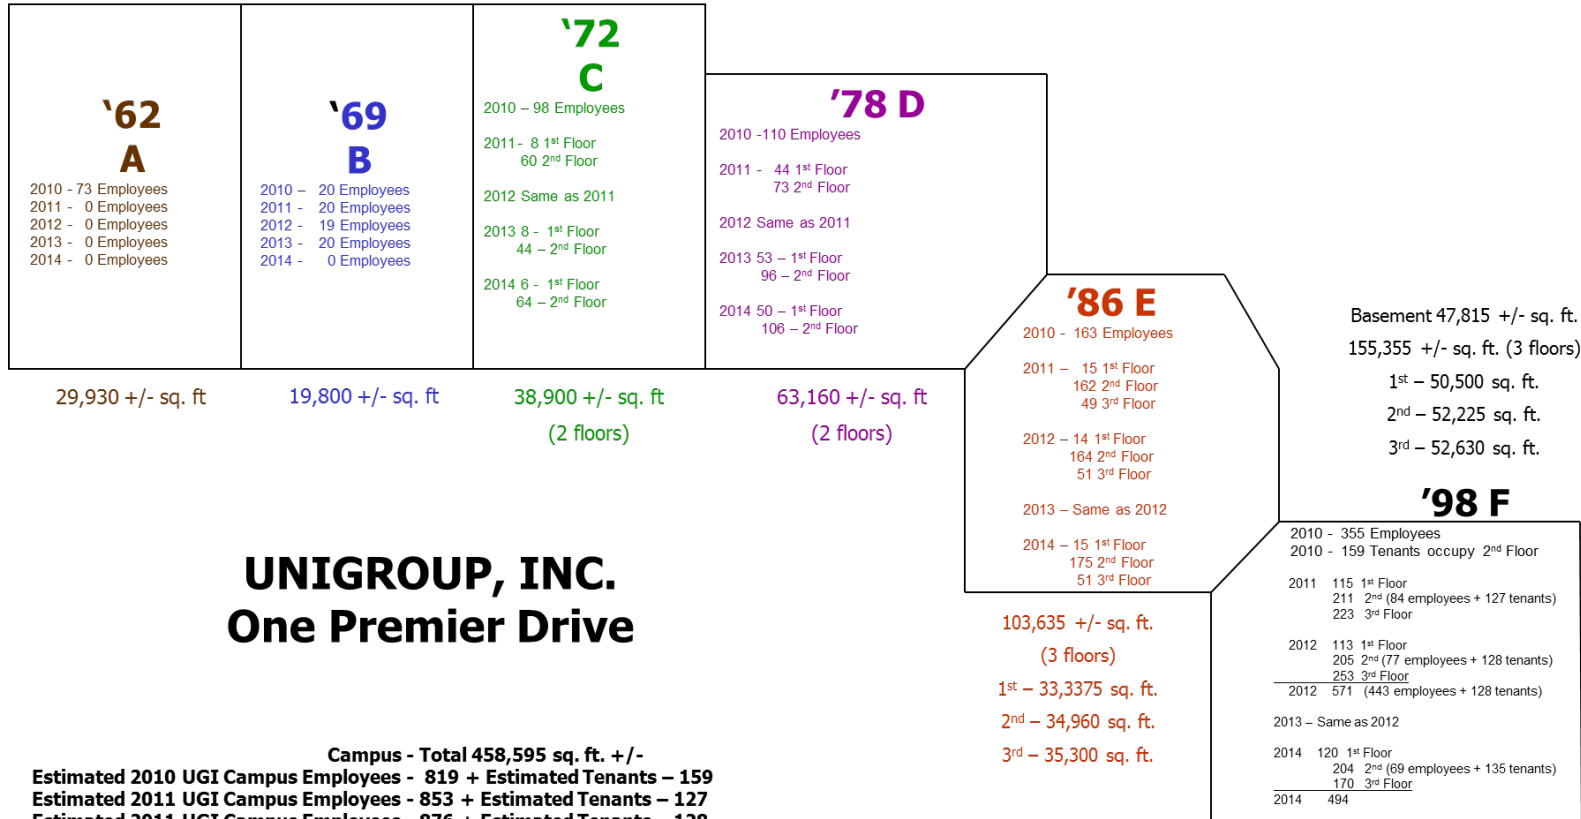 ‘62
A
2010 - 73 Employees
2011 - 0 Employees
2012 - 0 Employees
2013 - 0 Employees
2014 - 0 Employees
29,930 +/- sq. ft
‘69
B
2010 – 20 Employees
2011 - 20 Employees
2012 - 19 Employees
2013 - 20 Employees
2014 - 0 Employees
19,800 +/- sq. ft
‘72
C
2010 – 98 Employees
2011- 8 1st Floor
60 2nd Floor
2012 Same as 2011
2013 8 - 1st Floor
44 – 2nd Floor
2014 6 - 1st Floor
64 – 2nd Floor
38,900 +/- sq. ft
(2 floors)
’78 D
2010 -110 Employees
2011 - 44 1st Floor
73 2nd Floor
2012 Same as 2011
2013 53 – 1st Floor
96 – 2nd Floor
2014 50 – 1st Floor
106 – 2nd Floor
63,160 +/- sq. ft
(2 floors)
’86 E
2010 - 163 Employees
2011 – 15 1st Floor
162 2nd Floor
49 3rd Floor
2012 – 14 1st Floor
164 2nd Floor
51 3rd Floor
2013 – Same as 2012
2014 – 15 1st Floor
175 2nd Floor
51 3rd Floor
103,635 +/- sq. ft.
(3 floors)
1st – 33,3375 sq. ft.
2nd – 34,960 sq. ft.
3rd – 35,300 sq. ft.
Basement 47,815 +/- sq. ft.
155,355 +/- sq. ft. (3 floors)
1st – 50,500 sq. ft.
2nd – 52,225 sq. ft.
3rd – 52,630 sq. ft.
’98 F
2010 - 355 Employees
2010 - 159 Tenants occupy 2nd Floor
2011 115 1st Floor
211 2nd (84 employees + 127 tenants)
223 3rd Floor
2012 113 1st Floor
205 2nd (77 employees + 128 tenants)
253 3rd Floor
2012 571 (443 employees + 128 tenants)
2013 – Same as 2012
2014 120 1st Floor
204 2nd (69 employees + 135 tenants)
170 3rd Floor
2014 494
UNIGROUP, INC.
One Premier Drive
Campus - Total 458,595 sq. ft. +/-
Estimated 2010 UGI Campus Employees - 819 + Estimated Tenants – 159
Estimated 2011 UGI Campus Employees - 853 + Estimated Tenants – 127
Estimated 2011 UGI Campus Employees - 876 + Estimated Tenants – 128